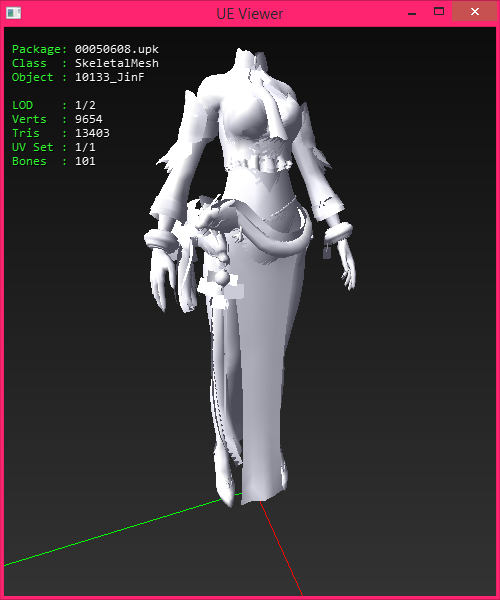 UE Viewer
Package: 00050608.upk
Class  : SkeletalMesh
Object : 10133_JinF
LOD    : 1/2
Verts  : 9654
Tris   : 13403
UV Set : 1/1
Bones  : 101